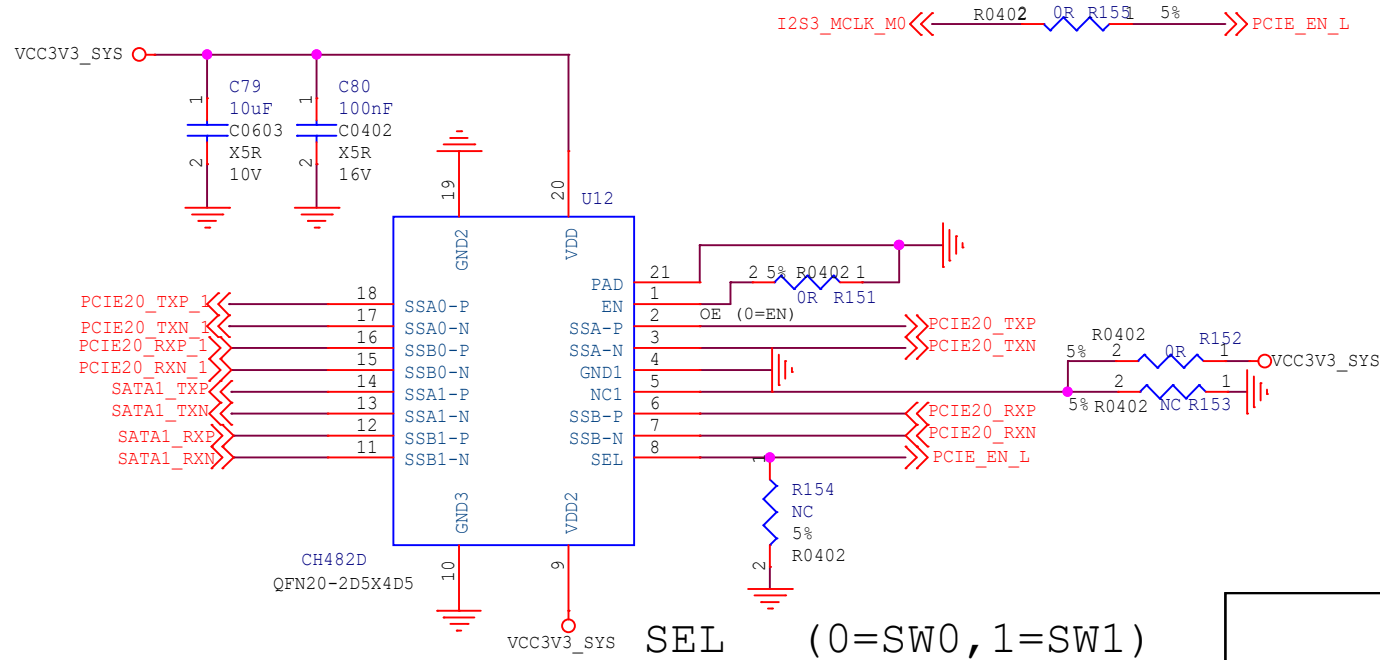 I2S3_MCLK_M0 R0402 2 0R R155 1 5% PCIE_EN_L
VCC3V3_SYS
1 C79 1 C80
10uF 100nF
C0603 C0402
2 X5R 2 X5R
10V 16V
19 20 U12
GND2 VDD
PAD 21
EN 1 2 5% R0402 1
0R R151
OE (0=EN)
PCIE20_TXP_1 18 SSA0-P SSA-P 2 PCIE20_TXP
PCIE20_TXN_1 17 SSA0-N SSA-N 3 PCIE20_TXN
PCIE20_RXP_1 16 SSB0-P GND1 4
PCIE20_RXN_1 15 SSB0-N NC1 5
5% R0402 2 0R R152 1 VCC3V3_SYS
5% R0402 2 NC R153 1
SATA1_TXP 14 SSA1-P SSB-P 6 PCIE20_RXP
SATA1_TXN 13 SSA1-N SSB-N 7 PCIE20_RXN
SATA1_RXP 12 SSB1-P SEL 8 PCIE_EN_L
SATA1_RXN 11 SSB1-N
1 R154
NC
5%
2 R0402
GND3 VDD2
10 9
CH482D
QFN20-2D5X4D5
VCC3V3_SYS
SEL (0=SW0,1=SW1)